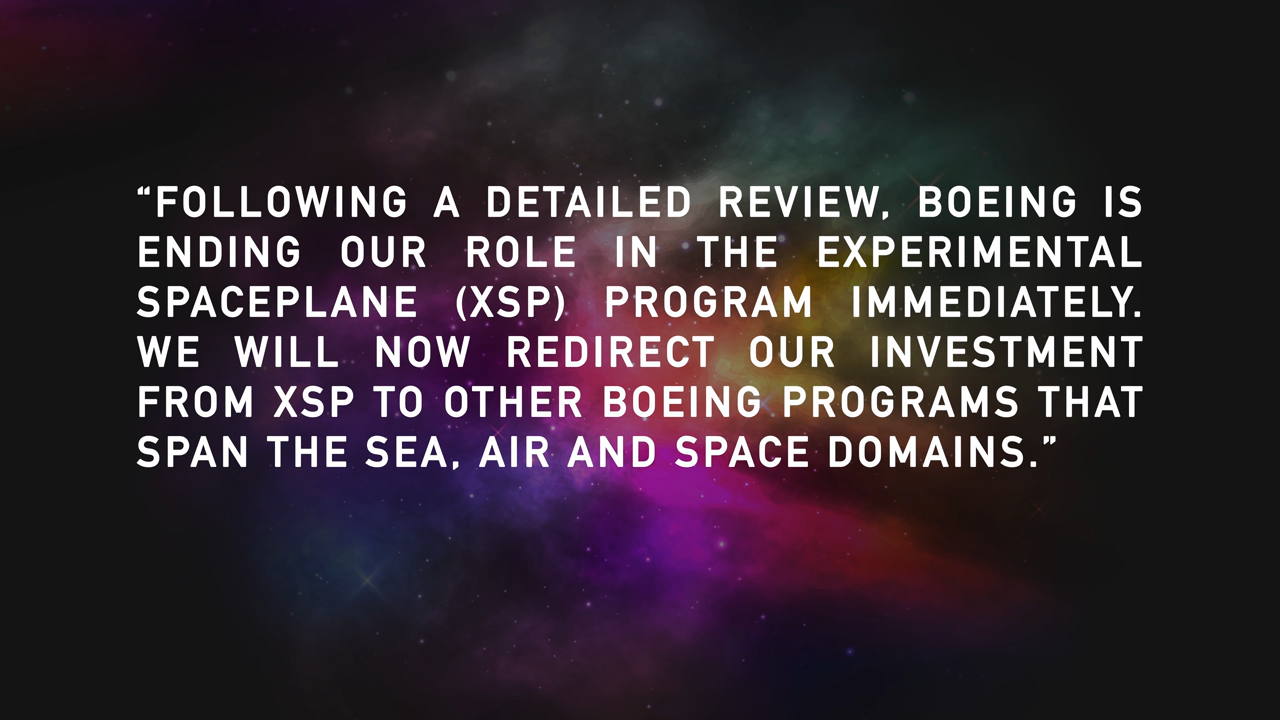 “FOLLOWING A DETAILED REVIEW, BOEING IS
ENDING OUR ROLE IN THE EXPERIMENTAL
SPACEPLANE (XSP) PROGRAM IMMEDIATELY.
WE WILL NOW REDIRECT OUR INVESTMENT
FROM XSP TO OTHER BOEING PROGRAMS THAT
SPAN THE SEA, AIR AND SPACE DOMAINS.”